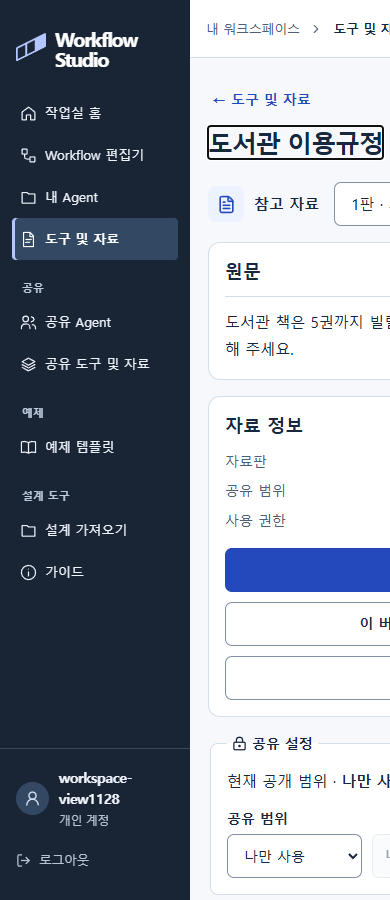 Workflow
Studio
작업실 홈
Workflow 편집기
내 Agent
도구 및 자료
공유
공유 Agent
공유 도구 및 자료
예제
예제 템플릿
설계 도구
설계 가져오기
가이드
workspace-
view1128
개인 계정
로그아웃
내 워크스페이스 > 도구 및
← 도구 및 자료
도서관 이용규정
참고 자료
1판 ·
원문
도서관 책은 5권까지
해 주세요.
자료 정보
자료판
공유 범위
사용 권한
이
공유 설정
현재 공개 범위 · 나만
공유 범위
나만 사용